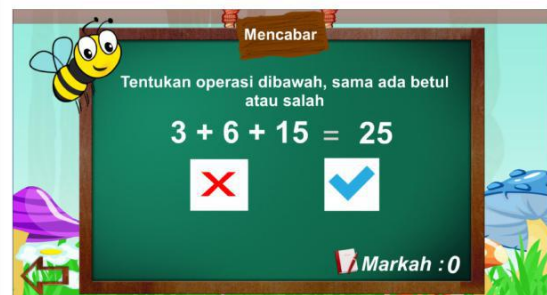 Mencabar
Tentukan operasi dibawah, sama ada betul
atau salah
3 + 6 + 15 = 25
Markah : 0